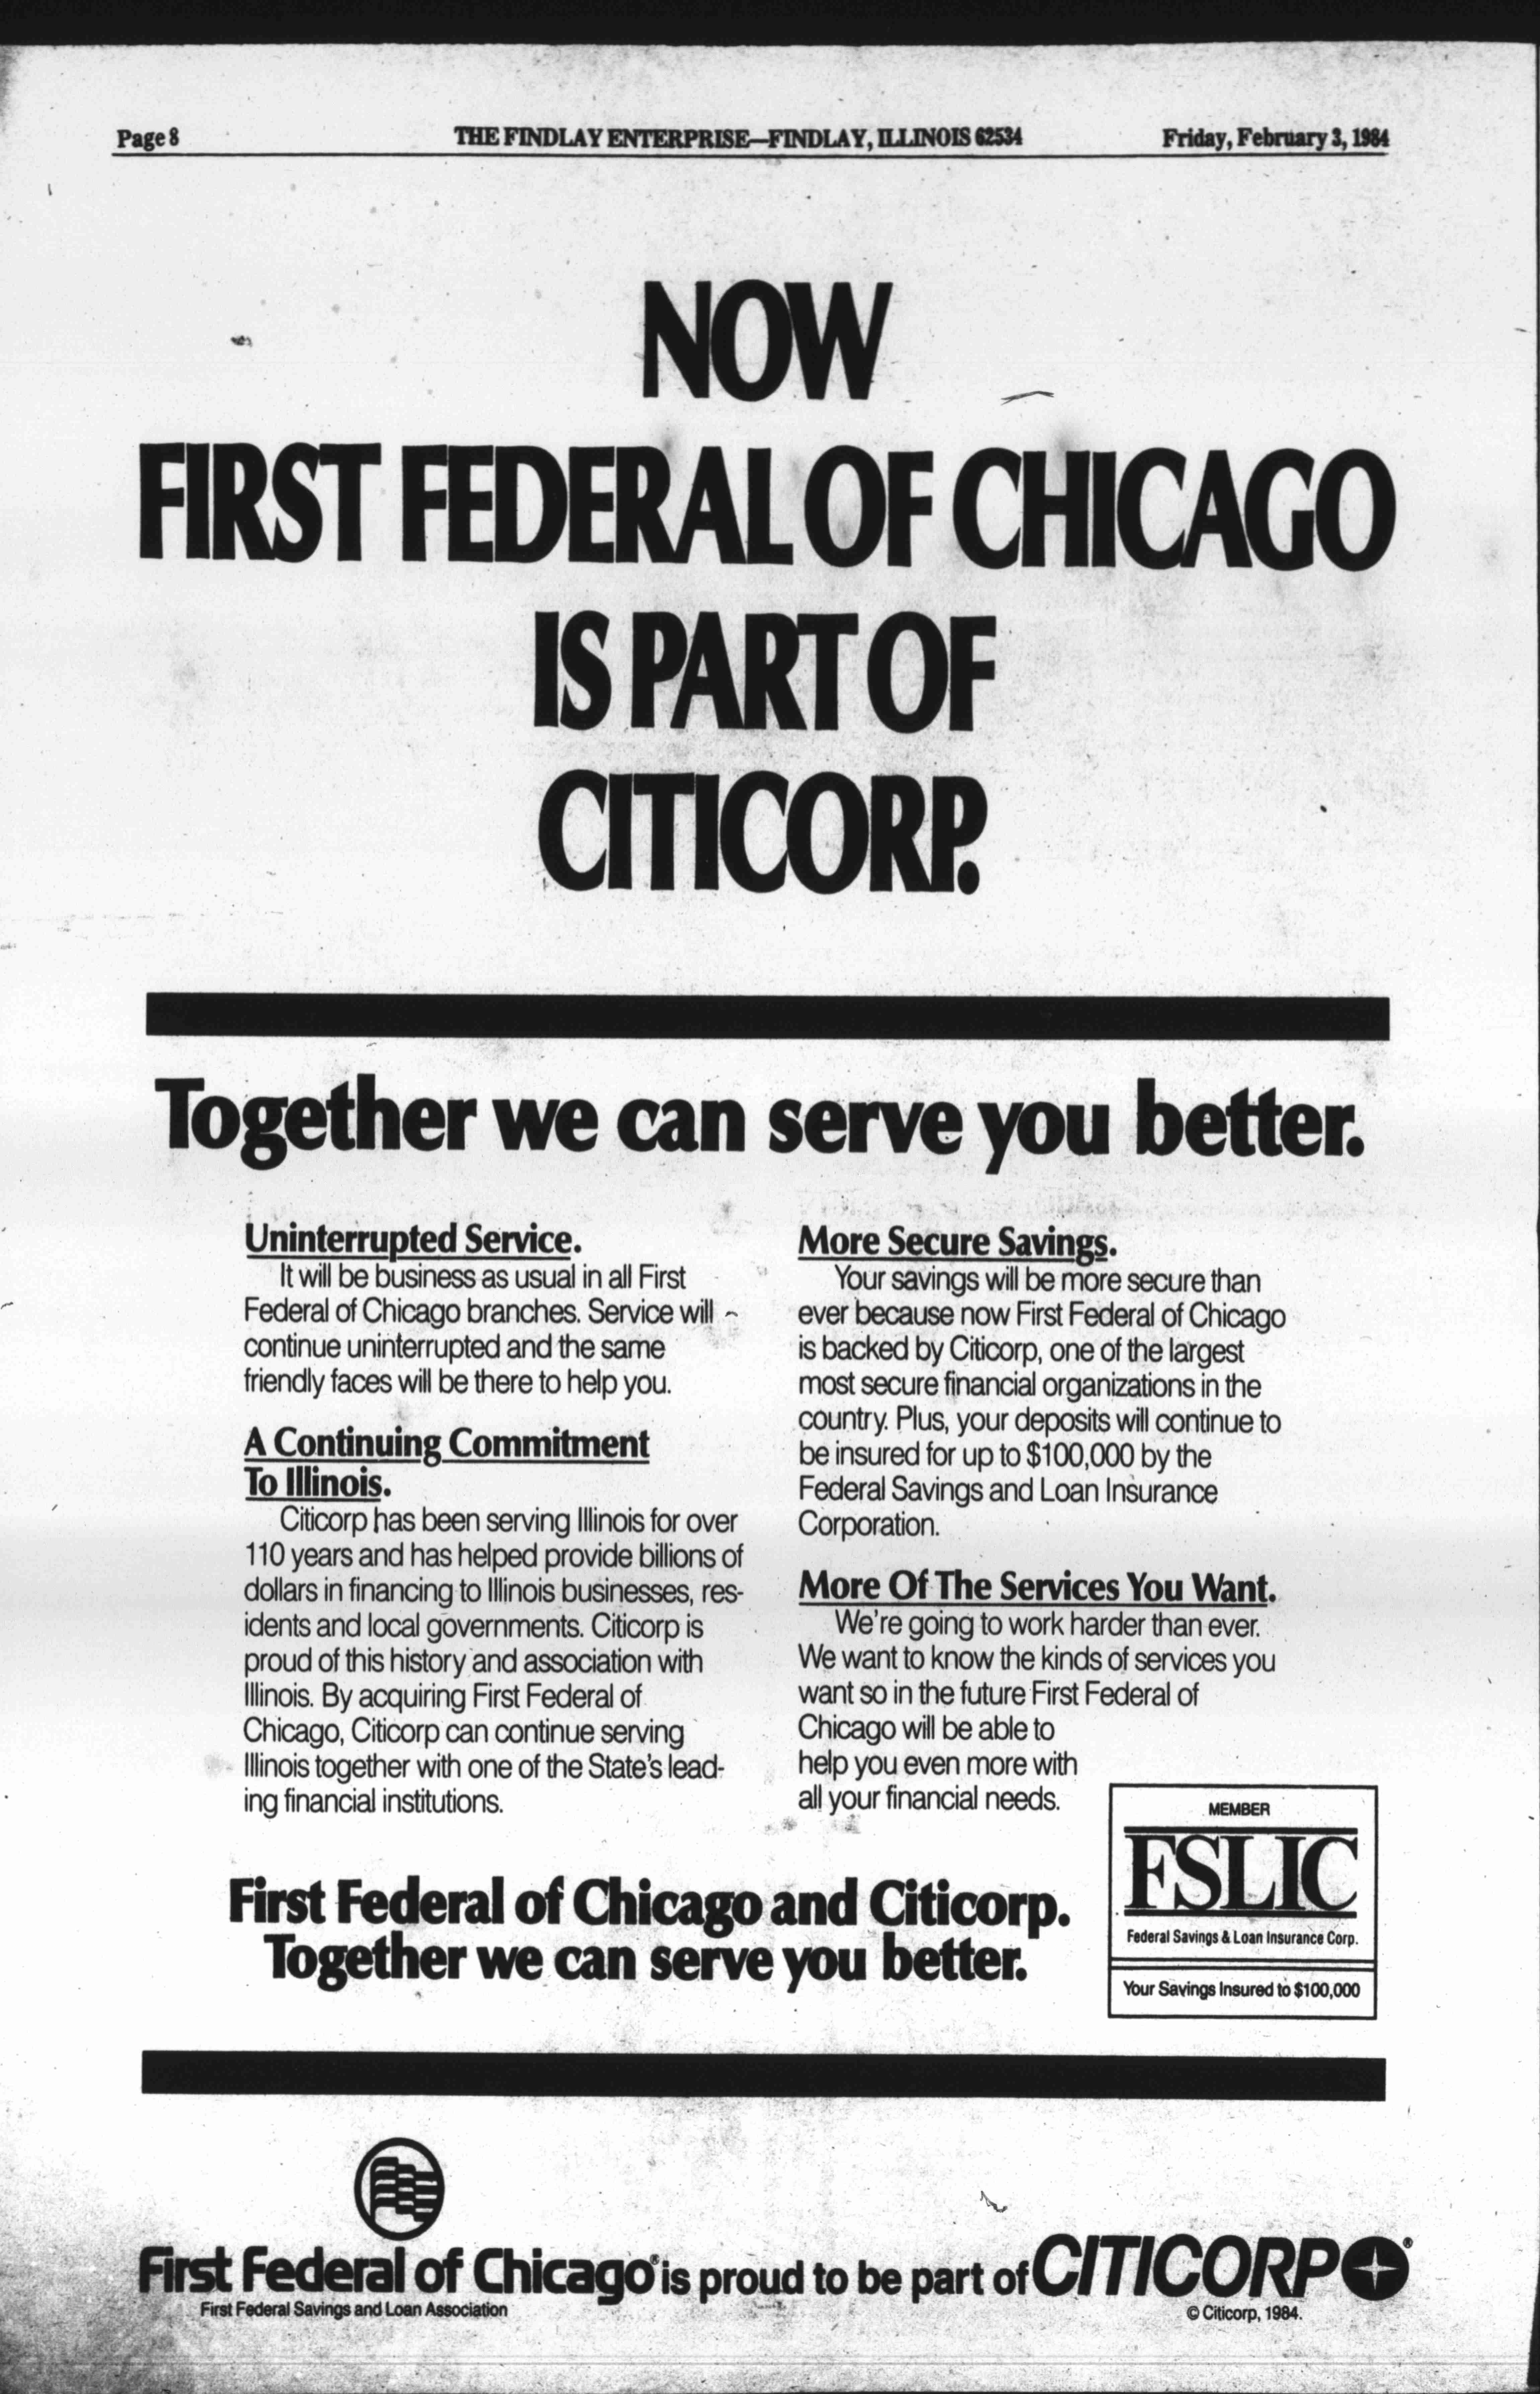 Page 8
THE FINDLAY ENTERPRISE—FINDLAY, ILLINOIS 62534
Friday, February 3, 1984
NOW
FIRST FEDERAL OF CHICAGO
IS PART OF
CITICORP.
Together we can serve you better.
Uninterrupted Service.
It will be business as usual in all First
Federal of Chicago branches. Service will
continue uninterrupted and the same
friendly faces will be there to help you.
A Continuing Commitment
To Illinois.
Citicorp has been serving Illinois for over
110 years and has helped provide billions of
dollars in financing to Illinois businesses, res-
idents and local governments. Citicorp is
proud of this history and association with
Illinois. By acquiring First Federal of
Chicago, Citicorp can continue serving
Illinois together with one of the State's lead-
ing financial institutions.
More Secure Savings.
Your savings will be more secure than
ever because now First Federal of Chicago
is backed by Citicorp, one of the largest
most secure financial organizations in the
country. Plus, your deposits will continue to
be insured for up to $100,000 by the
Federal Savings and Loan Insurance
Corporation.
More Of The Services You Want.
We're going to work harder than ever.
We want to know the kinds of services you
want so in the future First Federal of
Chicago will be able to
help you even more with
all your financial needs.
First Federal of Chicago and Citicorp.
Together we can serve you better.
MEMBER
FSLIC
Federal Savings & Loan Insurance Corp.
Your Savings Insured to $100,000
First Federal of Chicago® is proud to be part of CITICORP®
First Federal Savings and Loan Association
© Citicorp, 1984.